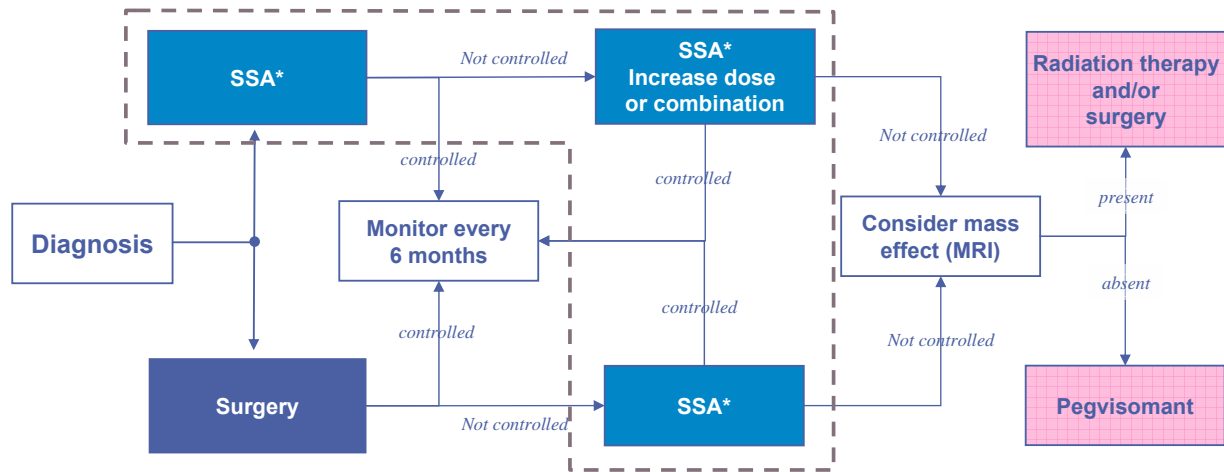 SSA*
Not controlled
SSA*
Increase dose
or combination
Radiation therapy
and/or
surgery
Not controlled
controlled
controlled
Diagnosis
Monitor every
6 months
Consider mass
effect (MRI)
present
absent
controlled
controlled
Not controlled
Surgery
Not controlled
SSA*
Pegvisomant